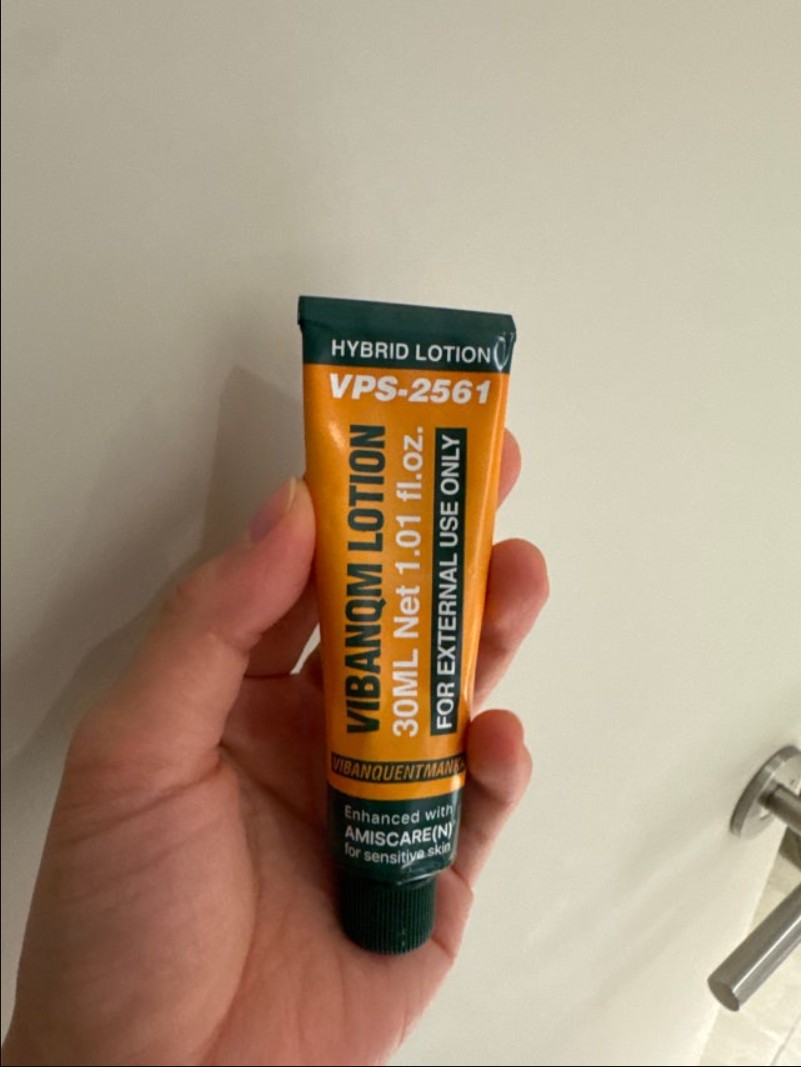 HYBRID LOTION
VPS-2561
VIBANQM LOTION
30ML Net 1.01 fl.oz.
FOR EXTERNAL USE ONLY
Enhanced with
AMISCARE(N)
for sensitive skin